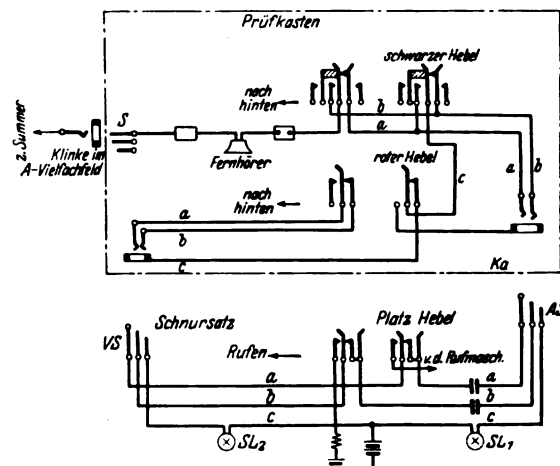 Prüfkasten
schwarzer Hebel
nach
hinten
b
a
S
z. Summer
Klinke im
A-Vielfachfeld
Fernhörer
roter Hebel
c
a
b
nach
hinten
a
b
c
Ka
Schnursatz
Platz Hebel
AS
VS
Rufen
v.d. Rufmasch.
a
a
b
b
c
c
SL2
SL1